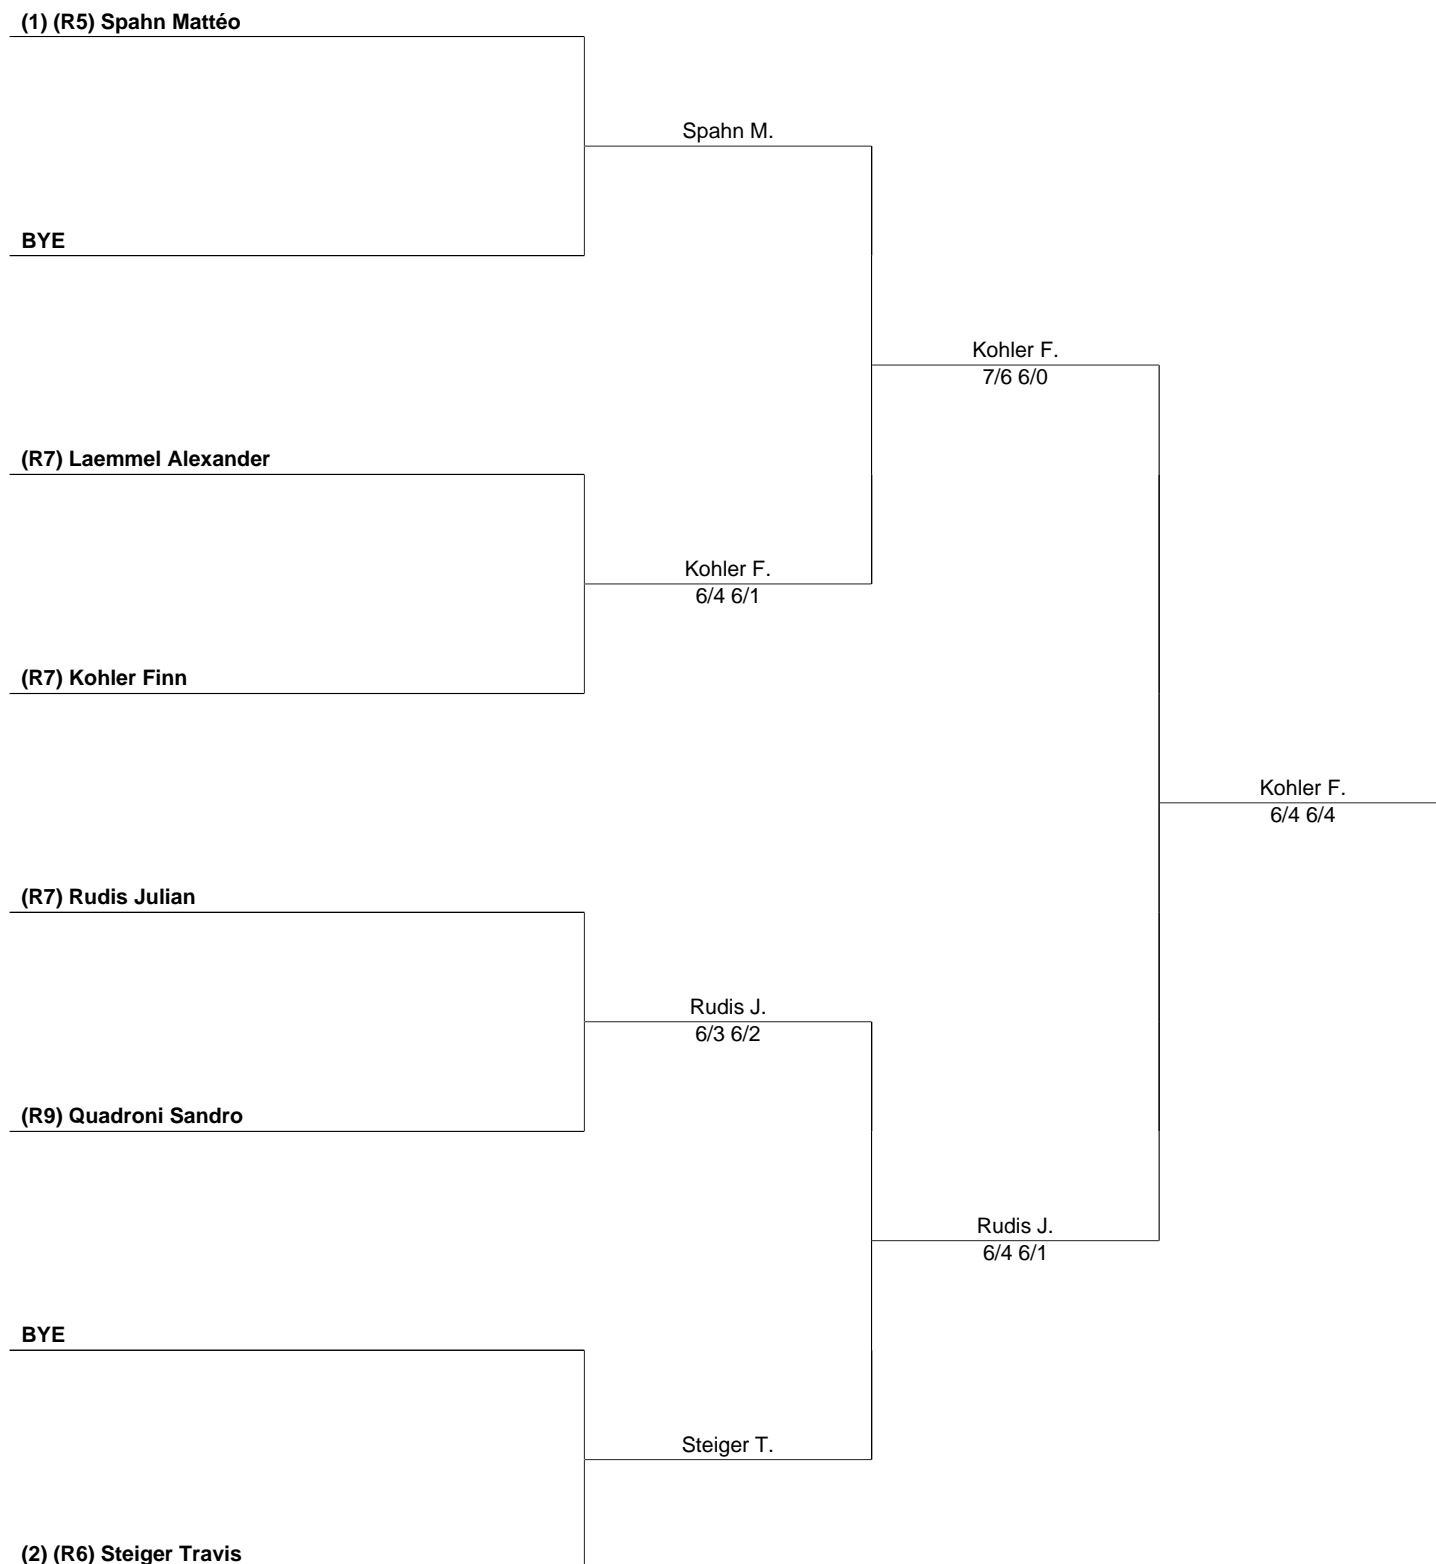 (1) (R5) Spahn Mattéo
Spahn M.
BYE
Kohler F.
7/6 6/0
(R7) Laemmel Alexander
Kohler F.
6/4 6/1
(R7) Kohler Finn
Kohler F.
6/4 6/4
(R7) Rudis Julian
Rudis J.
6/3 6/2
(R9) Quadroni Sandro
Rudis J.
6/4 6/1
BYE
Steiger T.
(2) (R6) Steiger Travis